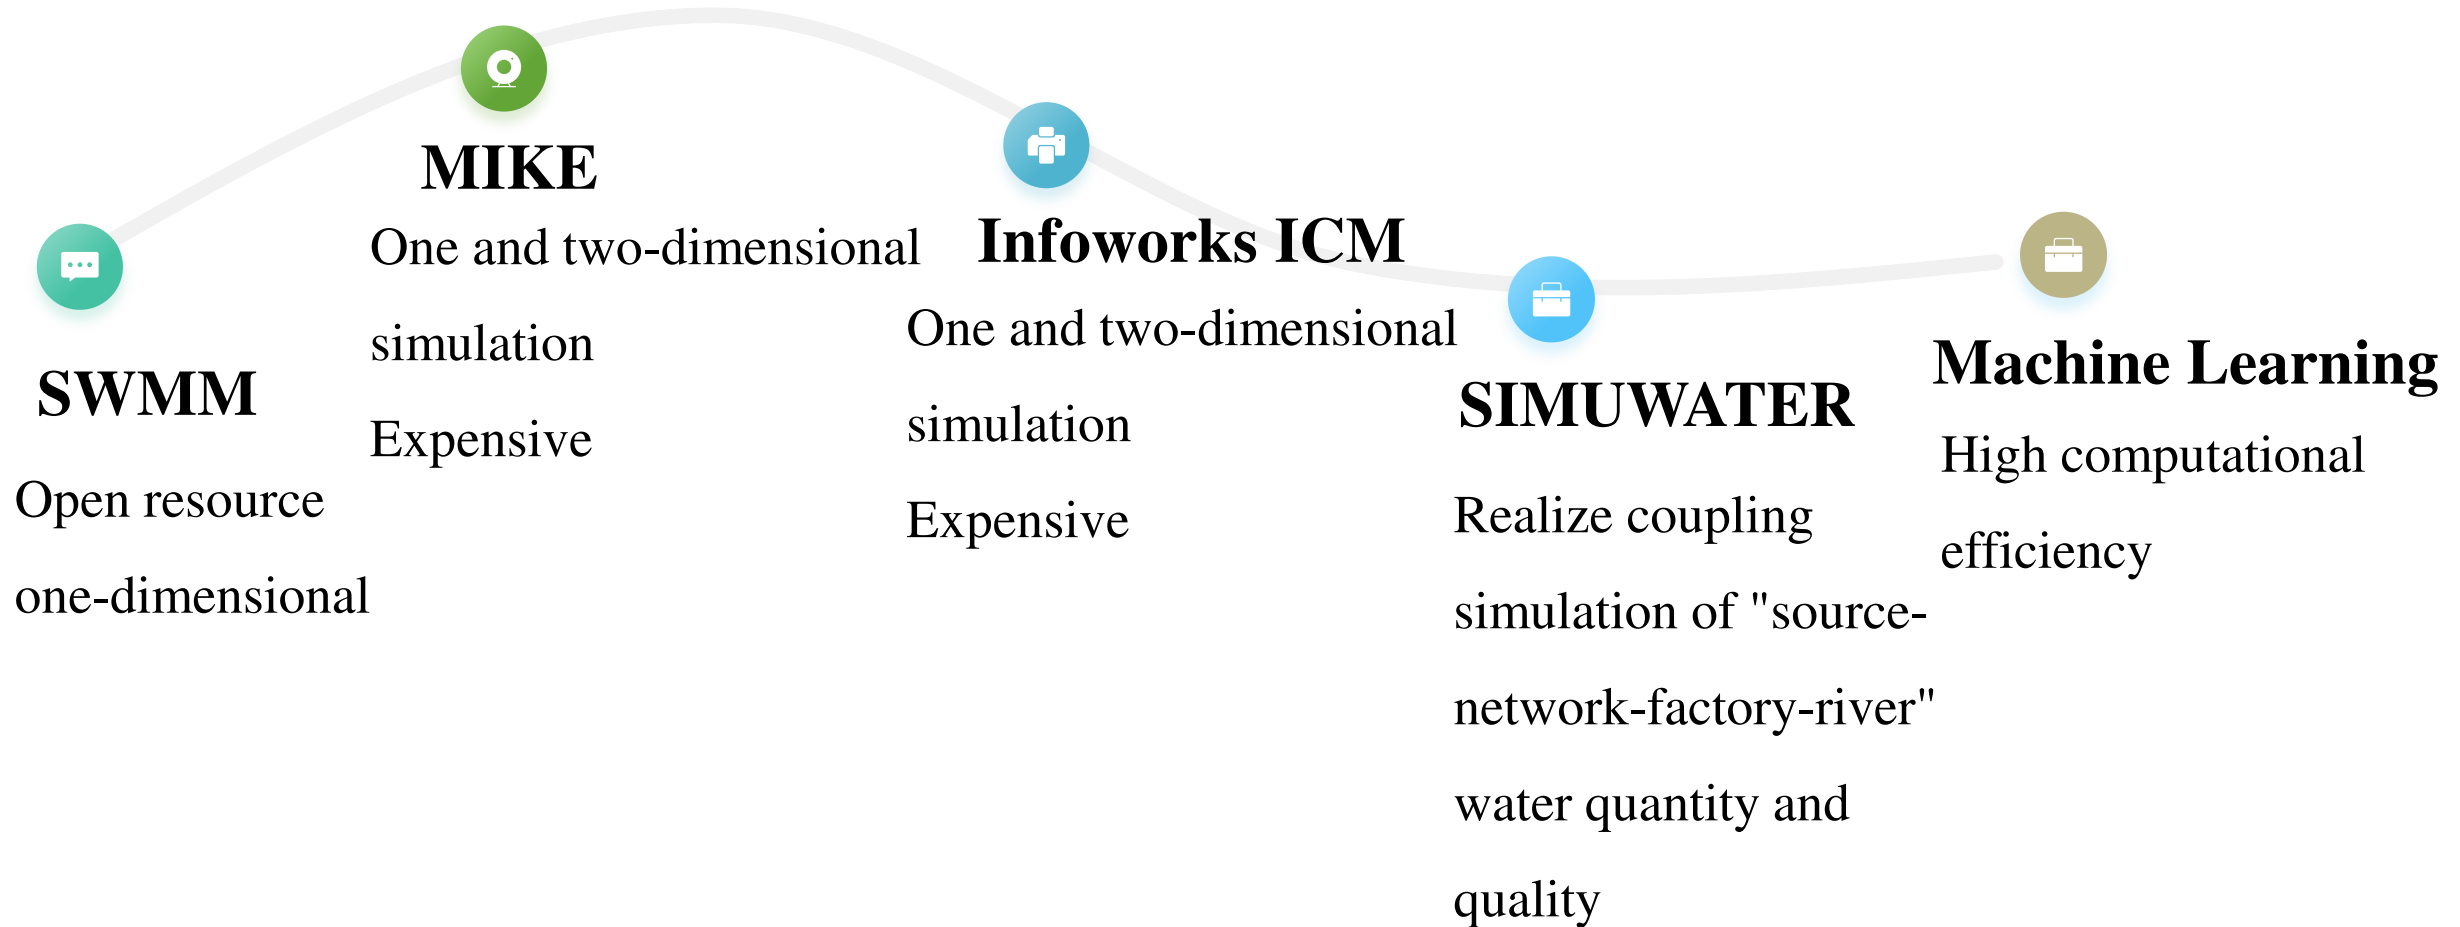 MIKE
One and two-dimensional
simulation
Expensive
Infoworks ICM
One and two-dimensional
simulation
Expensive
SWMM
Open resource
one-dimensional
SIMUWATER
Realize coupling
simulation of "source-
network-factory-river"
water quantity and
quality
Machine Learning
High computational
efficiency